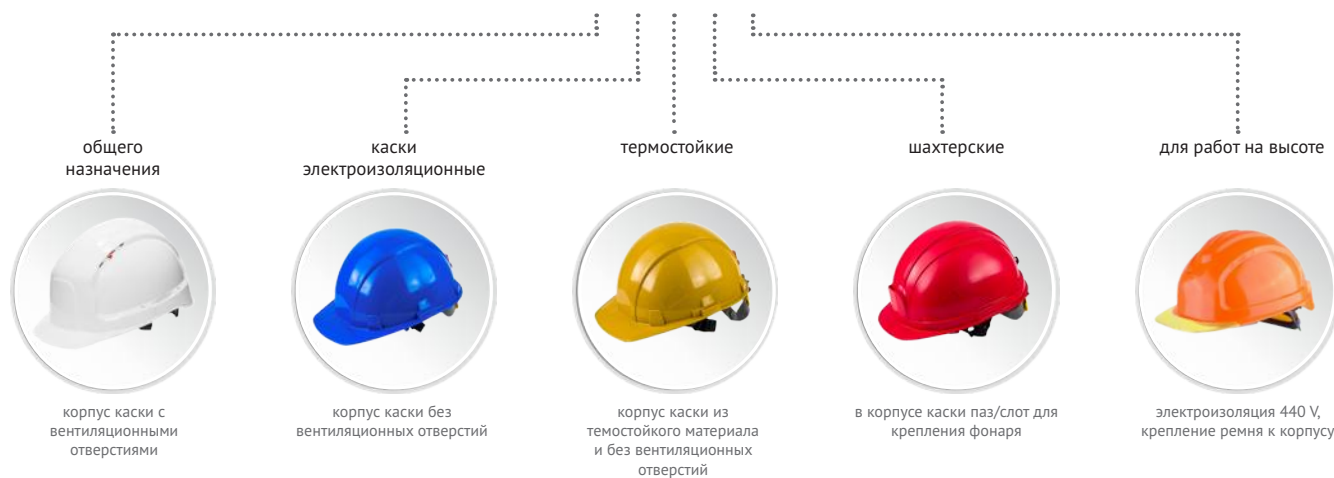 общего
назначения
каски
электроизоляционные
термостойкие
шахтерские
для работ на высоте
корпус каски с
вентиляционными
отверстиями
корпус каски без
вентиляционных отверстий
корпус каски из
темостойкого материала
и без вентиляционных
отверстий
в корпусе каски паз/слот для
крепления фонаря
электроизоляция 440 V,
крепление ремня к корпусу